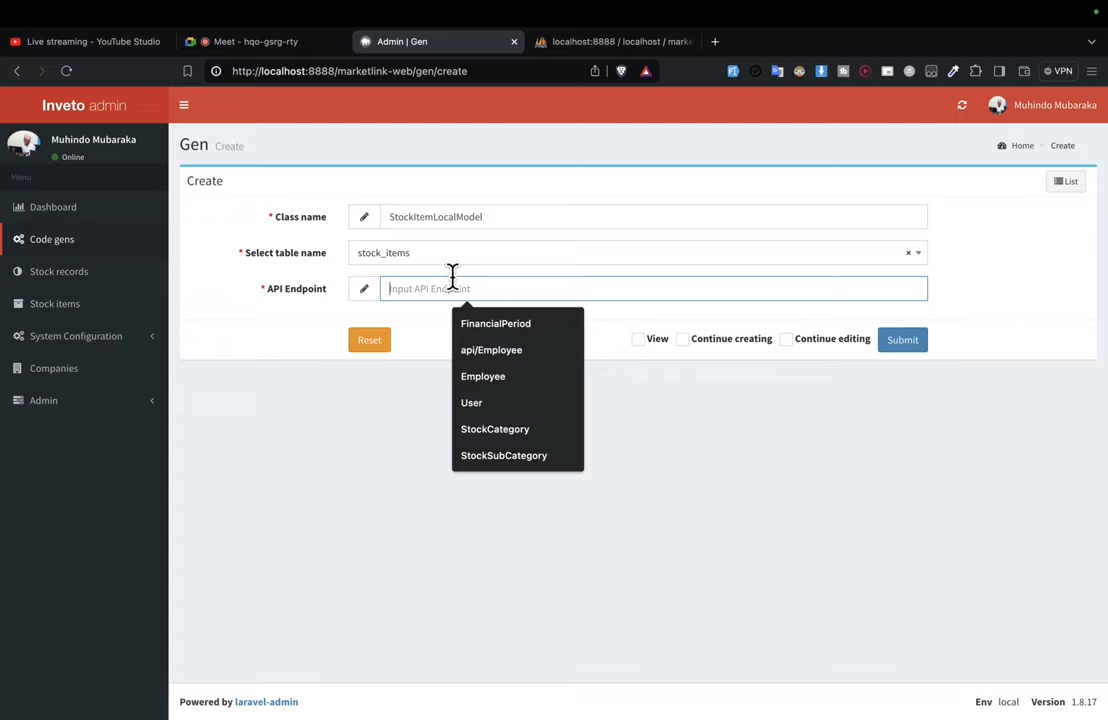 Live streaming - YouTube Studio
Meet - hqo-gsrg-rty
Admin | Gen
localhost:8888 / localhost / marke
http://localhost:8888/marketlink-web/gen/create
VPN
Inveto admin
Muhindo Mubaraka
Muhindo Mubaraka
Online
Menu
Dashboard
Code gens
Stock records
Stock items
System Configuration
Companies
Admin
Gen Create
Home
Create
Create
List
* Class name
StockItemLocalModel
* Select table name
stock_items
* API Endpoint
Input API Endpoint
FinancialPeriod
api/Employee
Employee
User
StockCategory
StockSubCategory
Reset
View
Continue creating
Continue editing
Submit
Powered by laravel-admin
Env local Version 1.8.17